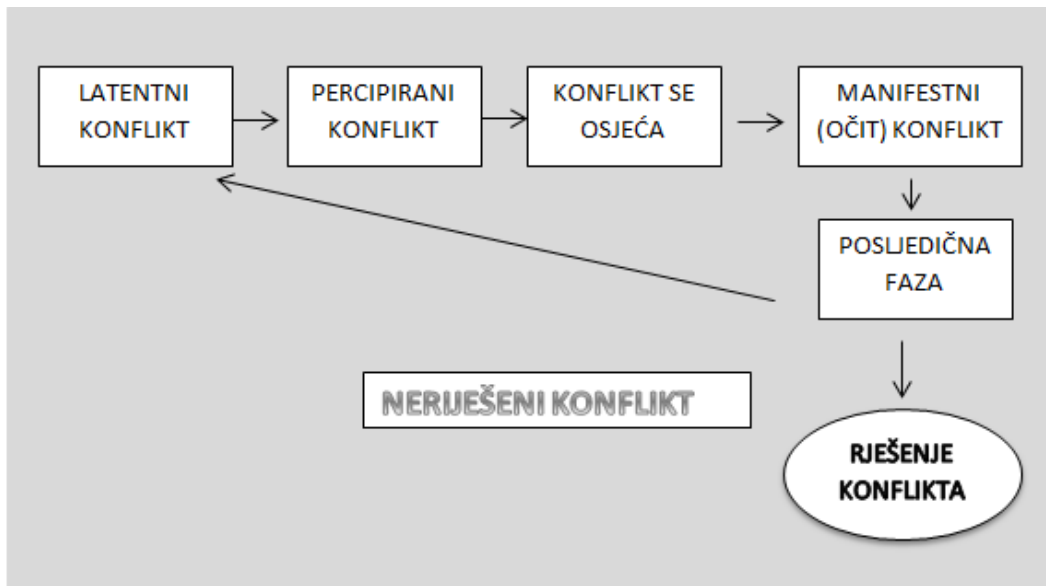 LATENTNI
KONFLIKT
PERCIPIRANI
KONFLIKT
KONFLIKT SE
OSJEĆA
MANIFESTNI
(OČIT) KONFLIKT
POSLJEDIČNA
FAZA
NERIJEŠENI KONFLIKT
RJEŠENJE
KONFLIKTA